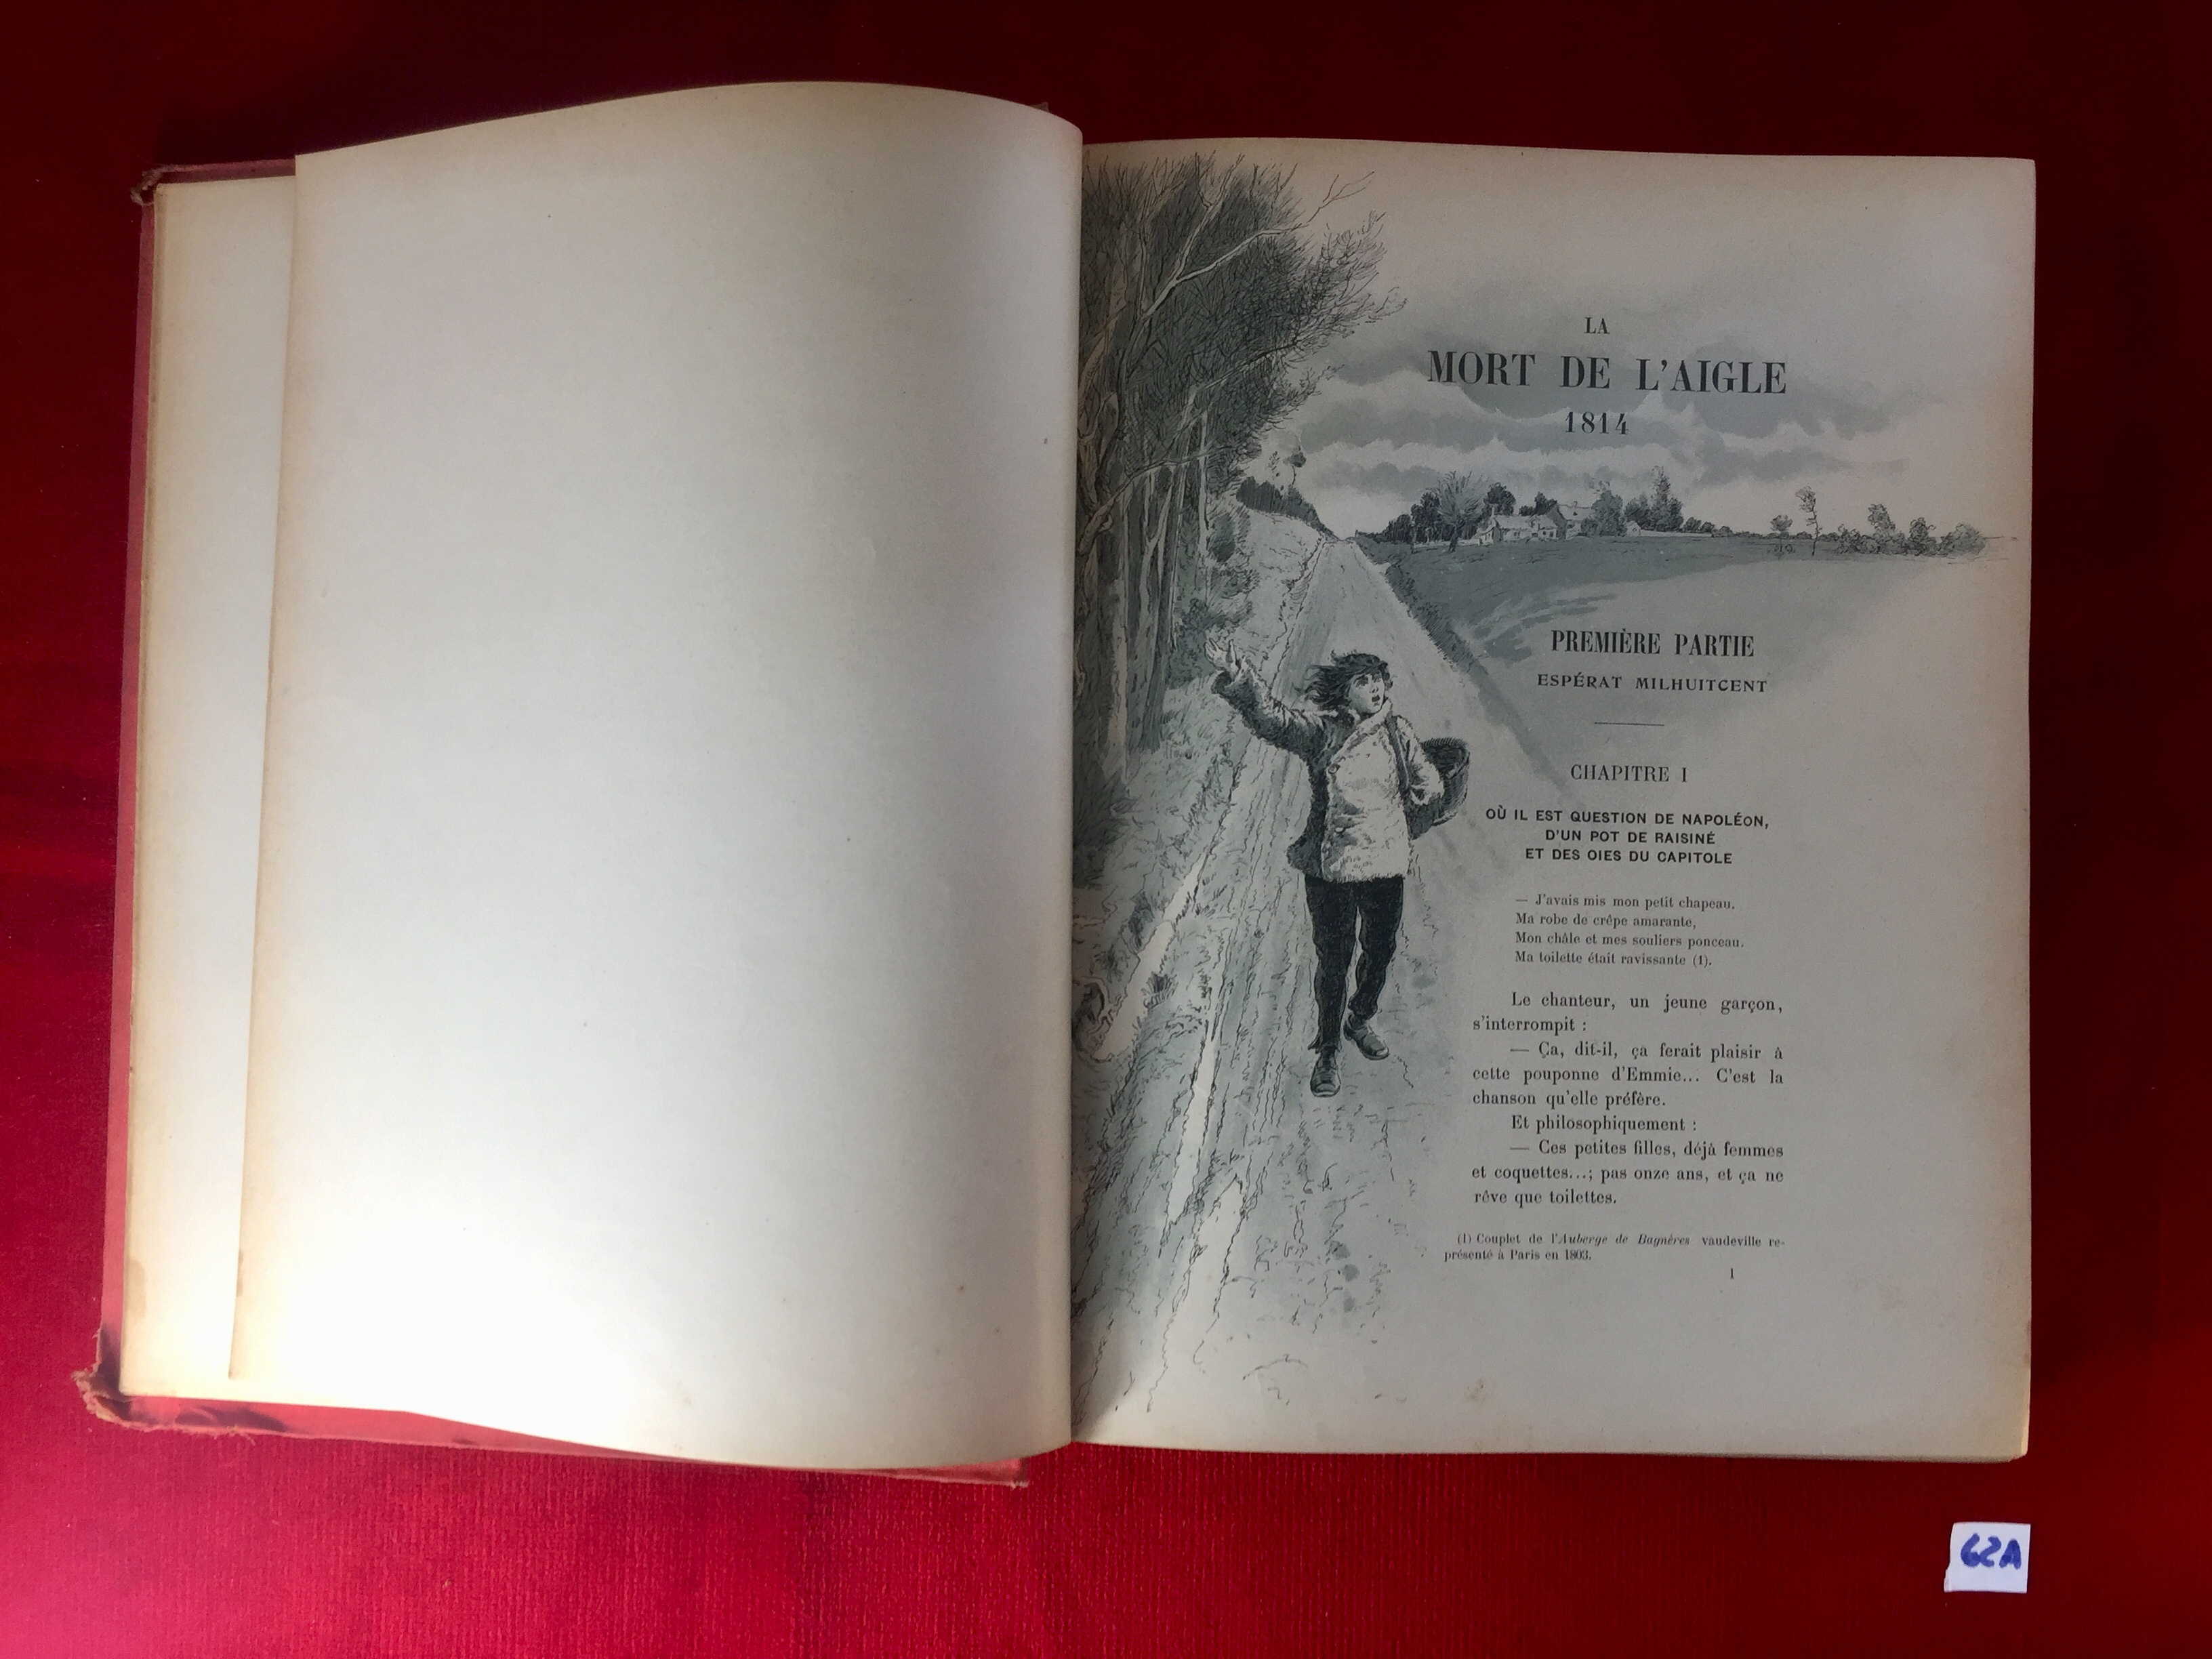 LA
MORT DE L'AIGLE
1814
PREMIÈRE PARTIE
ESPÉRAT MILHUITCENT
CHAPITRE I
OÙ IL EST QUESTION DE NAPOLÉON,
D'UN POT DE RAISINÉ
ET DES OIES DU CAPITOLE
— J'avais mis mon petit chapeau.
Ma robe de crêpe amarante,
Mon châle et mes souliers ponceau.
Ma toilette était ravissante (1).
Le chanteur, un jeune garçon,
s'interrompit :
— Ça, dit-il, ça ferait plaisir à
cette pouponne d'Emmie... C'est la
chanson qu'elle préfère.
Et philosophiquement :
— Ces petites filles, déjà femmes
et coquettes...; pas onze ans, et ça ne
rêve que toilettes.
(1) Couplet de l'Auberge de Bagnères vaudeville re-
présenté à Paris en 1803.
1
62A